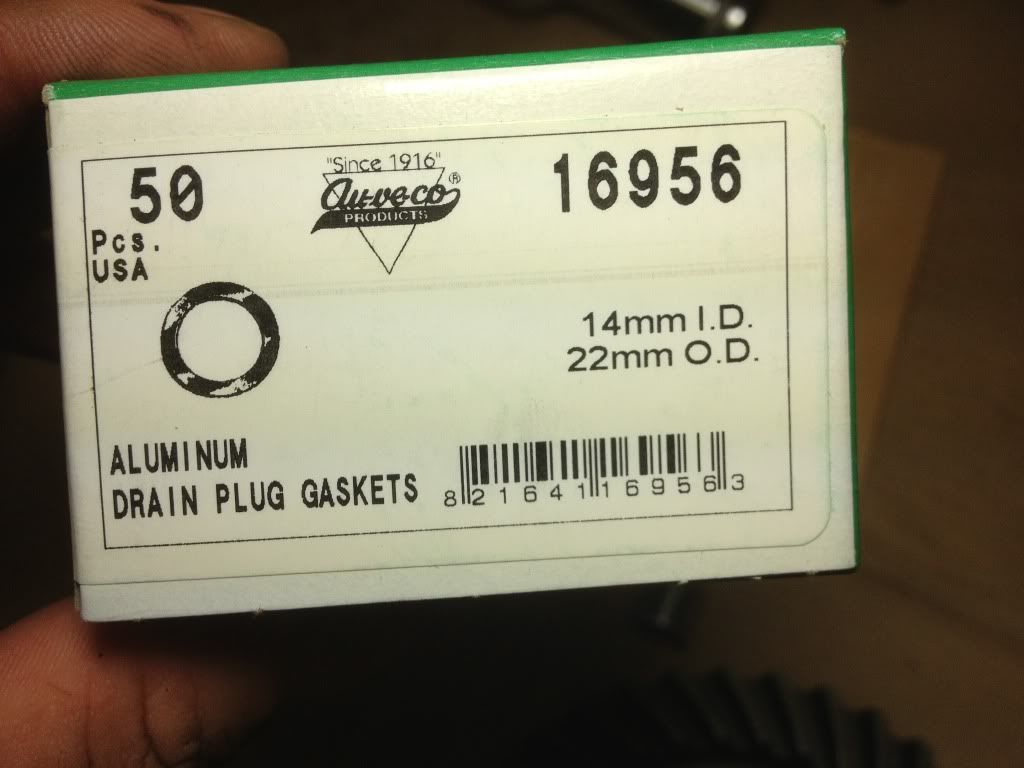 50
Pcs.
USA
"Since 1916"
Au-ve-co®
PRODUCTS
16956
14mm I.D.
22mm O.D.
ALUMINUM
DRAIN PLUG GASKETS
8 21641 16956 3